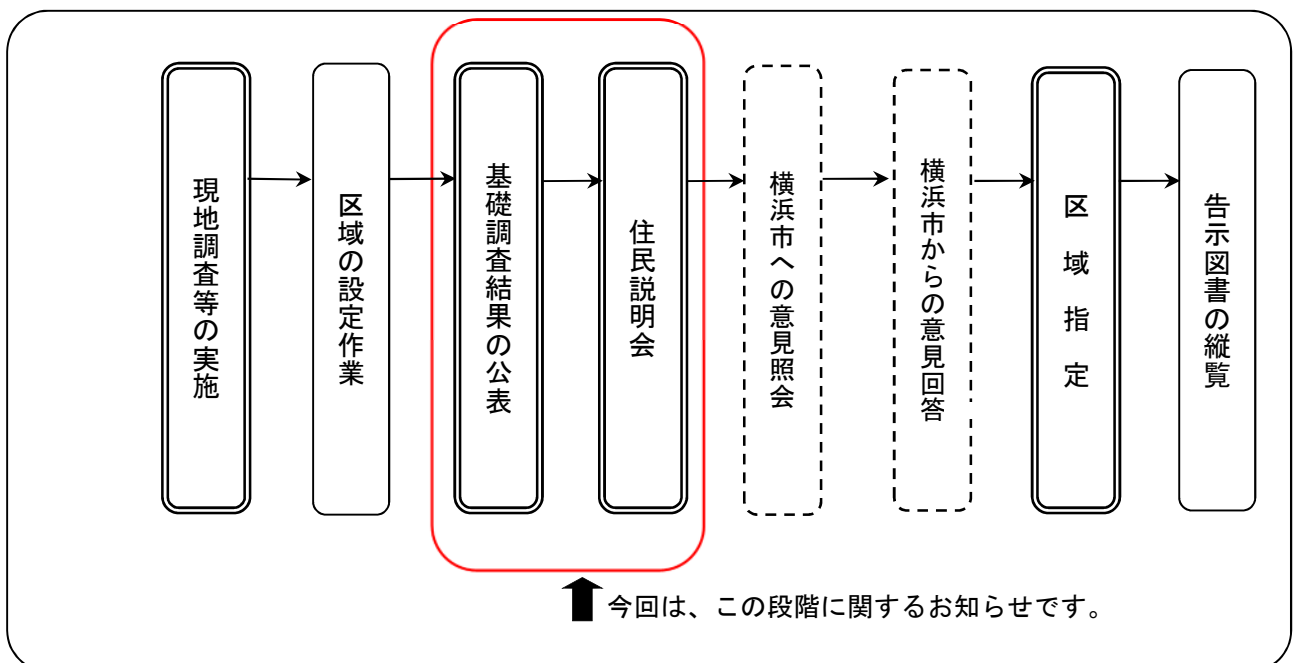 現地調査等の実施
区域の設定作業
基礎調査結果の公表
住民説明会
横浜市への意見照会
横浜市からの意見回答
区域指定
告示図書の縦覧
今回は、この段階に関するお知らせです。